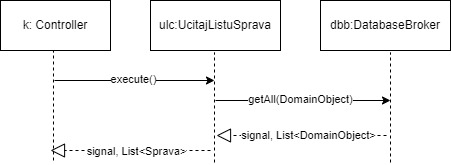 k: Controller
ulc:UcitajListuSprava
dbb:DatabaseBroker
execute()
getAll(DomainObject)
signal, List<DomainObject>
signal, List<Sprava>